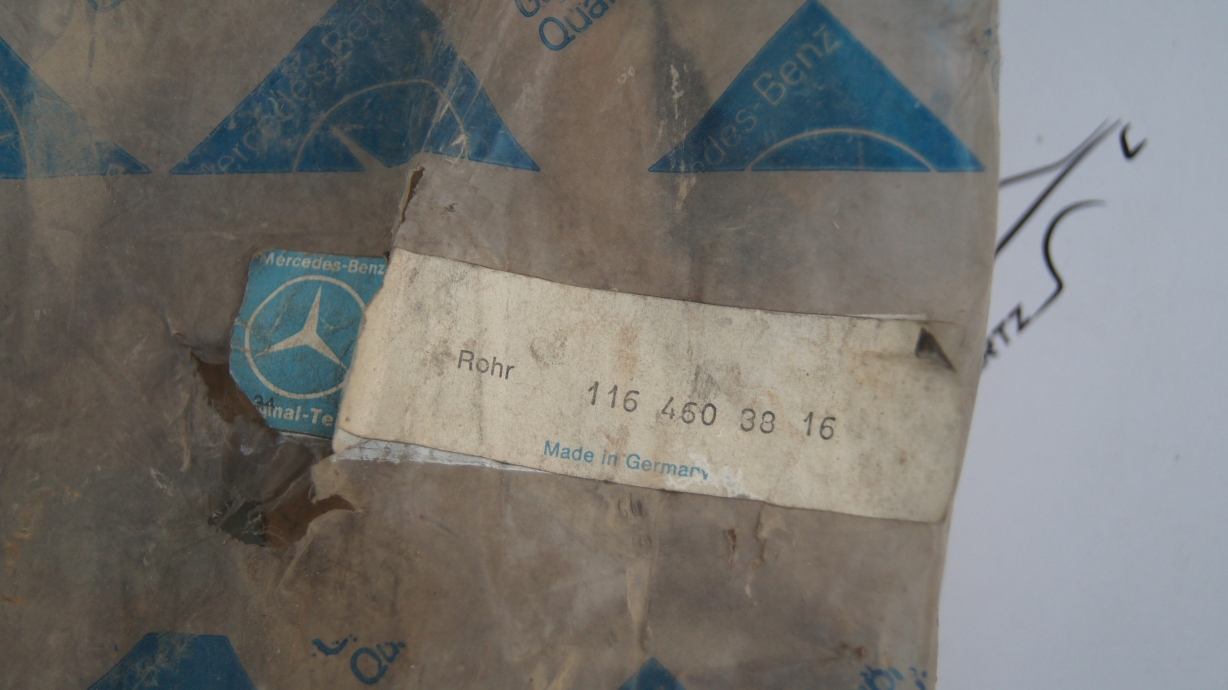 Mercedes-Benz
Mercedes-Benz
Mercedes-Benz
Rohr 116 460 38 16
Made in Germany